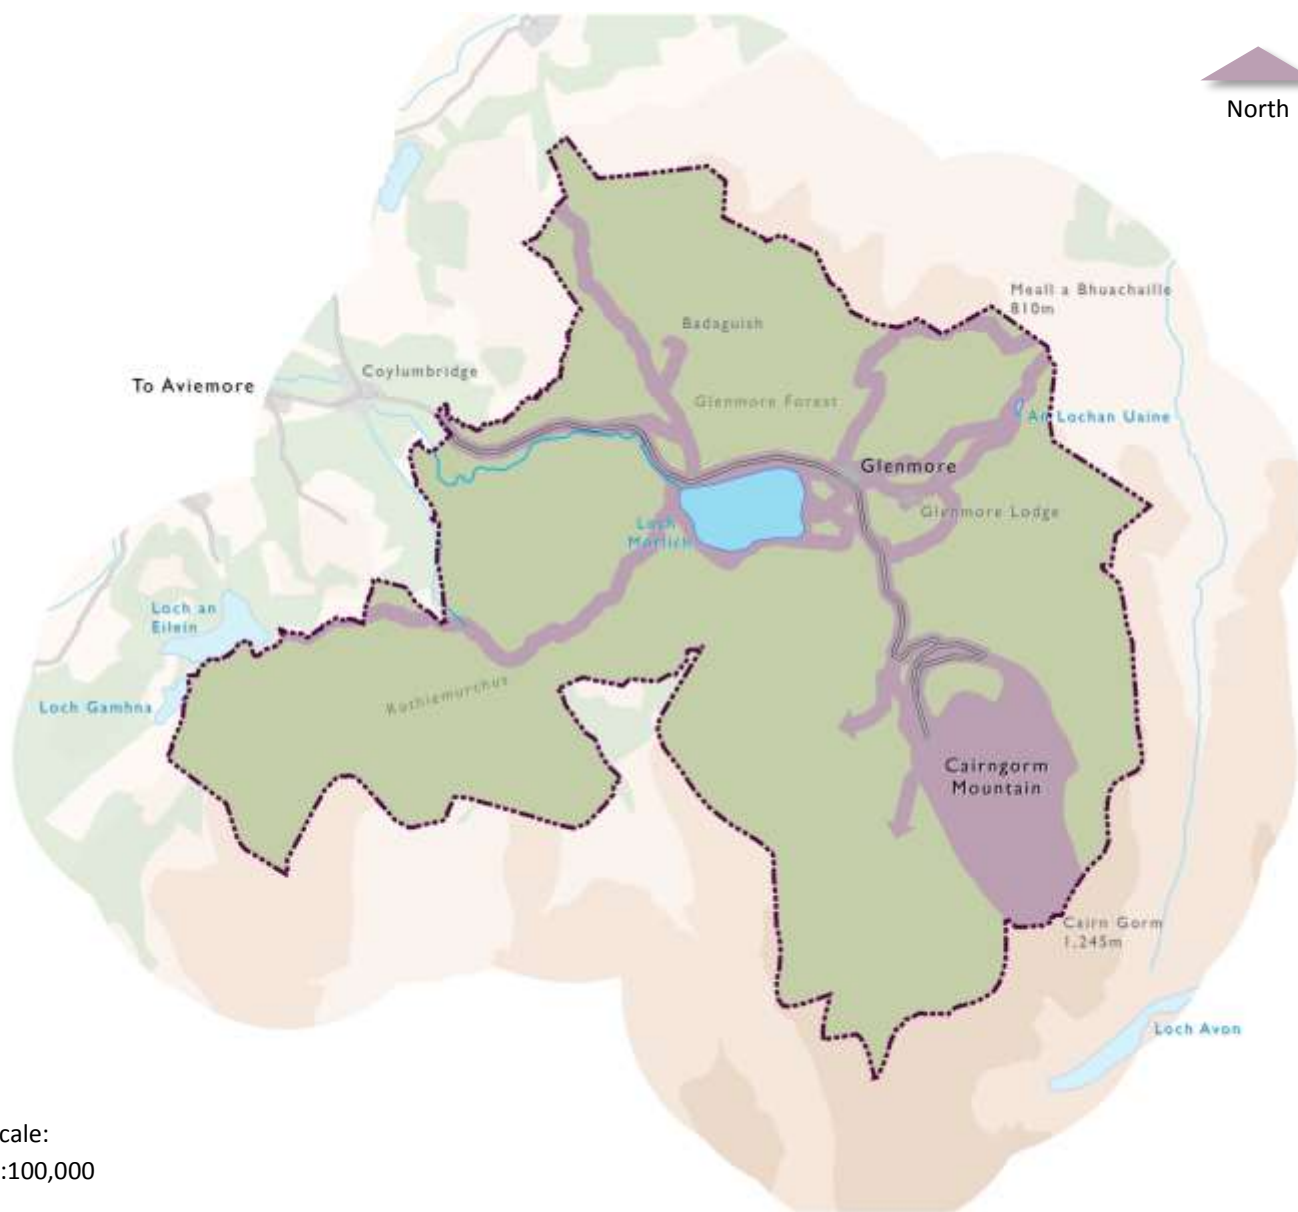 North
Meall a Bhuachaille
810m
Badaguish
Coylumbridge
To Aviemore
Glenmore Forest
An Lochan Uaine
Glenmore
Glenmore Lodge
Loch
Morlich
Loch an
Eilein
Rothiemurchus
Loch Gamhna
Cairngorm
Mountain
Cairn Gorm
1,245m
Loch Avon
cale:
:100,000